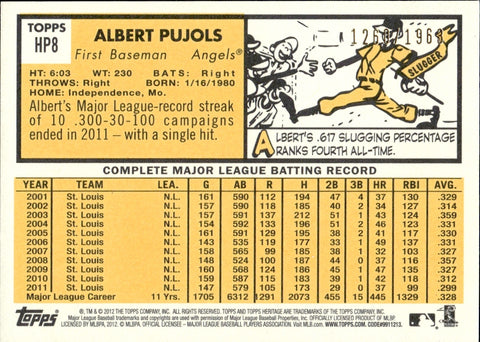 TOPPS
HP8
ALBERT PUJOLS
First Baseman Angels
HT: 6:03 WT: 230 BATS: Right
THROWS: Right BORN: 1/16/1980
HOME: Independence, Mo.
Albert's Major League-record streak
of 10 .300-30-100 campaigns
ended in 2011 – with a single hit.
SLUGGER
ALBERT'S .617 SLUGGING PERCENTAGE
RANKS FOURTH ALL-TIME.
COMPLETE MAJOR LEAGUE BATTING RECORD
YEAR TEAM LEA. G AB R H 2B 3B HR RBI AVG.
2001 St. Louis N.L. 161 590 112 194 47 4 37 130 .329
2002 St. Louis N.L. 157 590 118 185 40 2 34 127 .314
2003 St. Louis N.L. 157 591 137 212 51 1 43 124 .359
2004 St. Louis N.L. 154 592 133 196 51 2 46 123 .331
2005 St. Louis N.L. 161 591 129 195 38 2 41 117 .330
2006 St. Louis N.L. 143 535 119 177 33 1 49 137 .331
2007 St. Louis N.L. 158 565 99 185 38 1 32 103 .327
2008 St. Louis N.L. 148 524 100 187 44 0 37 116 .357
2009 St. Louis N.L. 160 568 124 186 45 1 47 135 .327
2010 St. Louis N.L. 159 587 115 183 39 1 42 118 .312
2011 St. Louis N.L. 147 579 105 173 29 0 37 99 .299
Major League Career 11 Yrs. 1705 6312 1291 2073 455 15 445 1329 .328
Topps
®, TM & © 2012 THE TOPPS COMPANY, INC. ALL RIGHTS RESERVED. TOPPS AND TOPPS HERITAGE ARE TRADEMARKS OF THE TOPPS COMPANY, INC.
Major League Baseball trademarks and copyrights are used with permission of Major League Baseball Properties, Inc. OFFICIALLY
LICENSED BY MLBPA, 2012. © MLBPA. OFFICIAL LICENSEE – MAJOR LEAGUE BASEBALL PLAYERS ASSOCIATION. Visit MLB.com. WWW.TOPPS.COM. CODE#9911213.